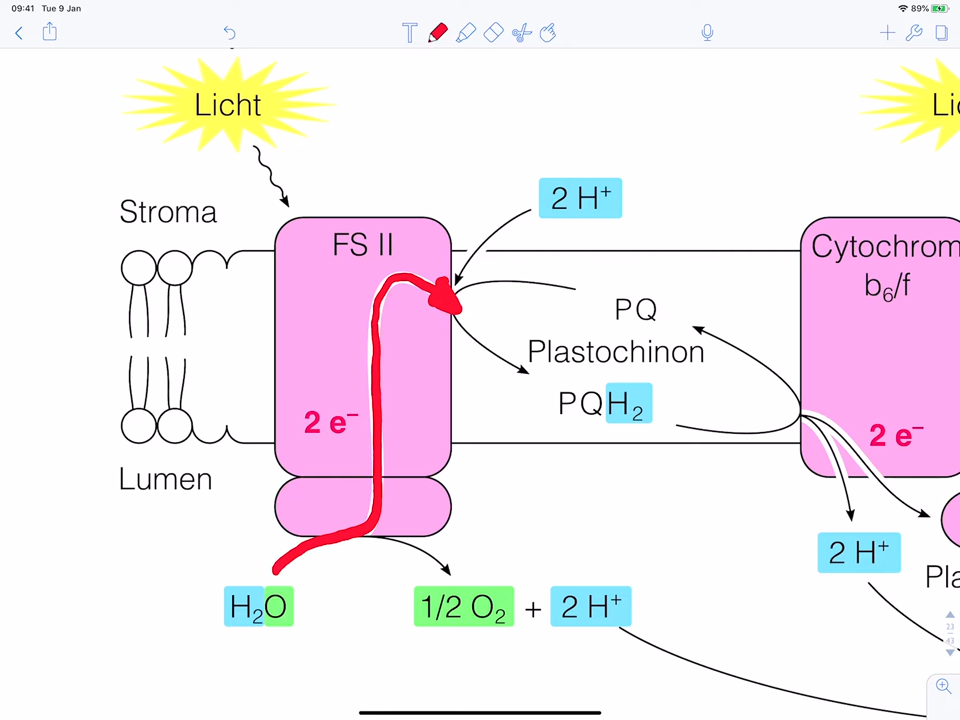 09:41 Tue 9 Jan
89%
T
Licht
Stroma
2 H⁺
FS II
Cytochrom
b₆/f
PQ
Plastochinon
PQH₂
2 e⁻
2 e⁻
Lumen
2 H⁺
H₂O
1/2 O₂ + 2 H⁺